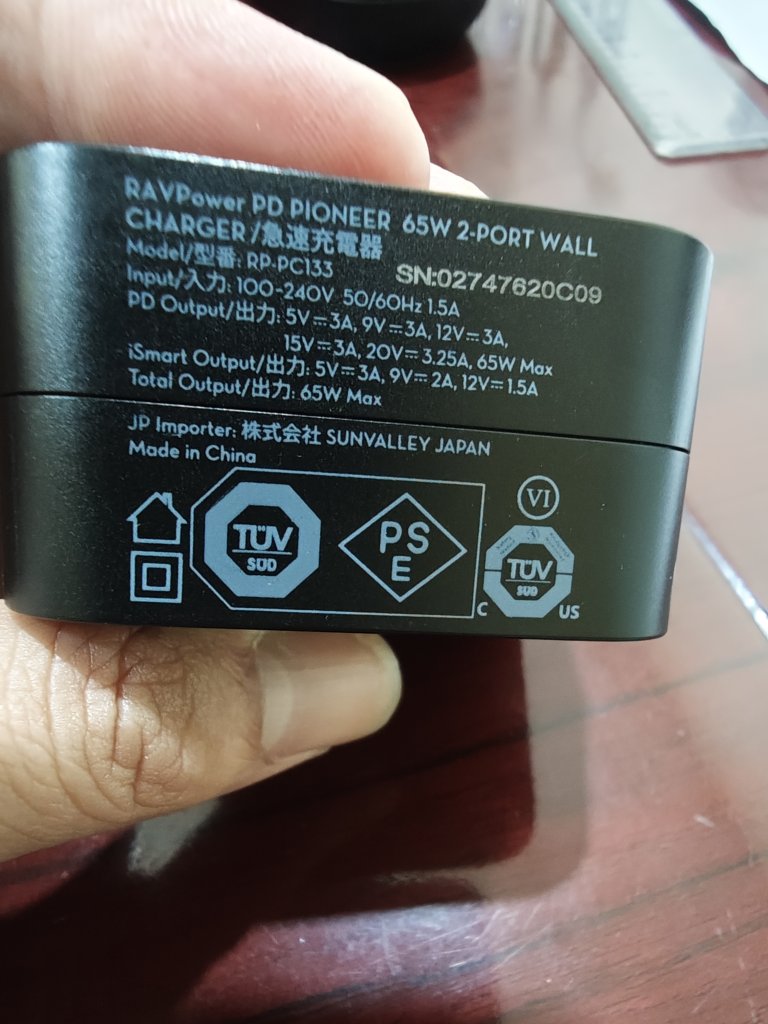 RAVPower PD PIONEER 65W 2-PORT WALL
CHARGER/急速充電器
Model/型番: RP-PC133
SN:02747620C09
Input/入力: 100-240V 50/60Hz 1.5A
PD Output/出力: 5V⎓3A, 9V⎓3A, 12V⎓3A,
15V⎓3A, 20V⎓3.25A, 65W Max
iSmart Output/出力: 5V⎓3A, 9V⎓2A, 12V⎓1.5A
Total Output/出力: 65W Max
JP Importer: 株式会社 SUNVALLEY JAPAN
Made in China
TÜV
SÜD
PS
E
VI
TÜV
SÜD
C US